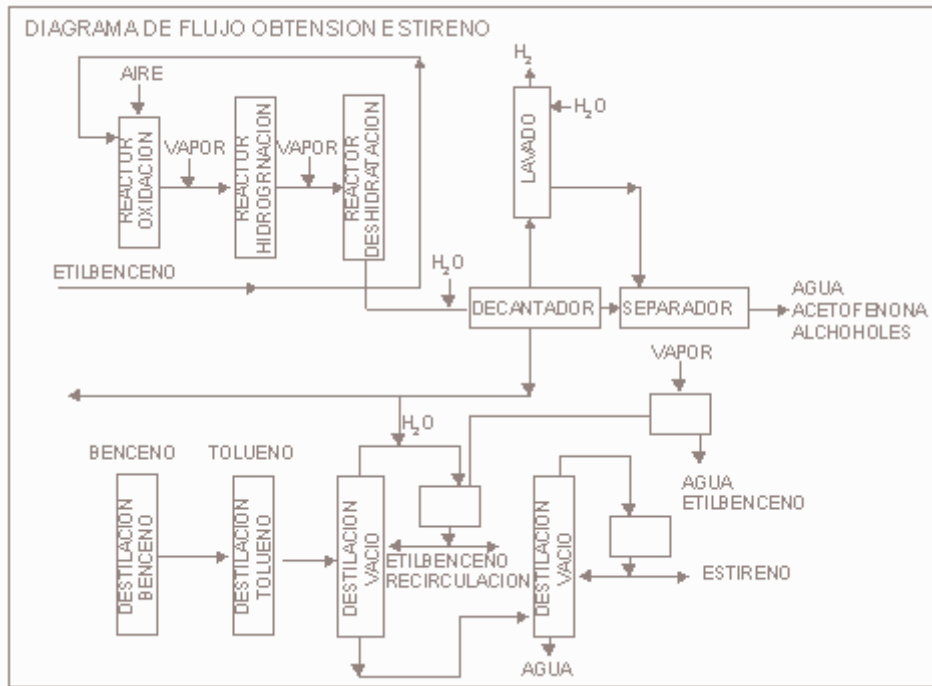 DIAGRAMA DE FLUJO OBTENSION ESTIRENO
AIRE
REACTUR
OXIDACION
VAPOR
REACTOR
HIDROGRNACION
VAPOR
REACTOR
DESHIDRATACION
H₂
H₂O
LAVADO
ETILBENCENO
H₂O
DECANTADOR
SEPARADOR
AGUA
ACETOFENONA
ALCHOHOLES
VAPOR
H₂O
AGUA
ETILBENCENO
BENCENO
TOLUENO
DESTILACION
BENCENO
DESTILACION
TOLUENO
DESTILACION
VACIO
ETILBENCENO
RECIRCULACION
DESTILACION
VACIO
ESTIRENO
AGUA